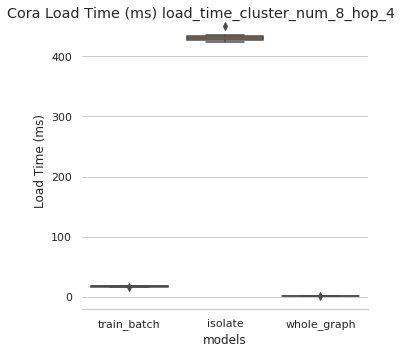 Cora Load Time (ms) load_time_cluster_num_8_hop_4
400
300
200
100
0
Load Time (ms)
train_batch
isolate
whole_graph
models